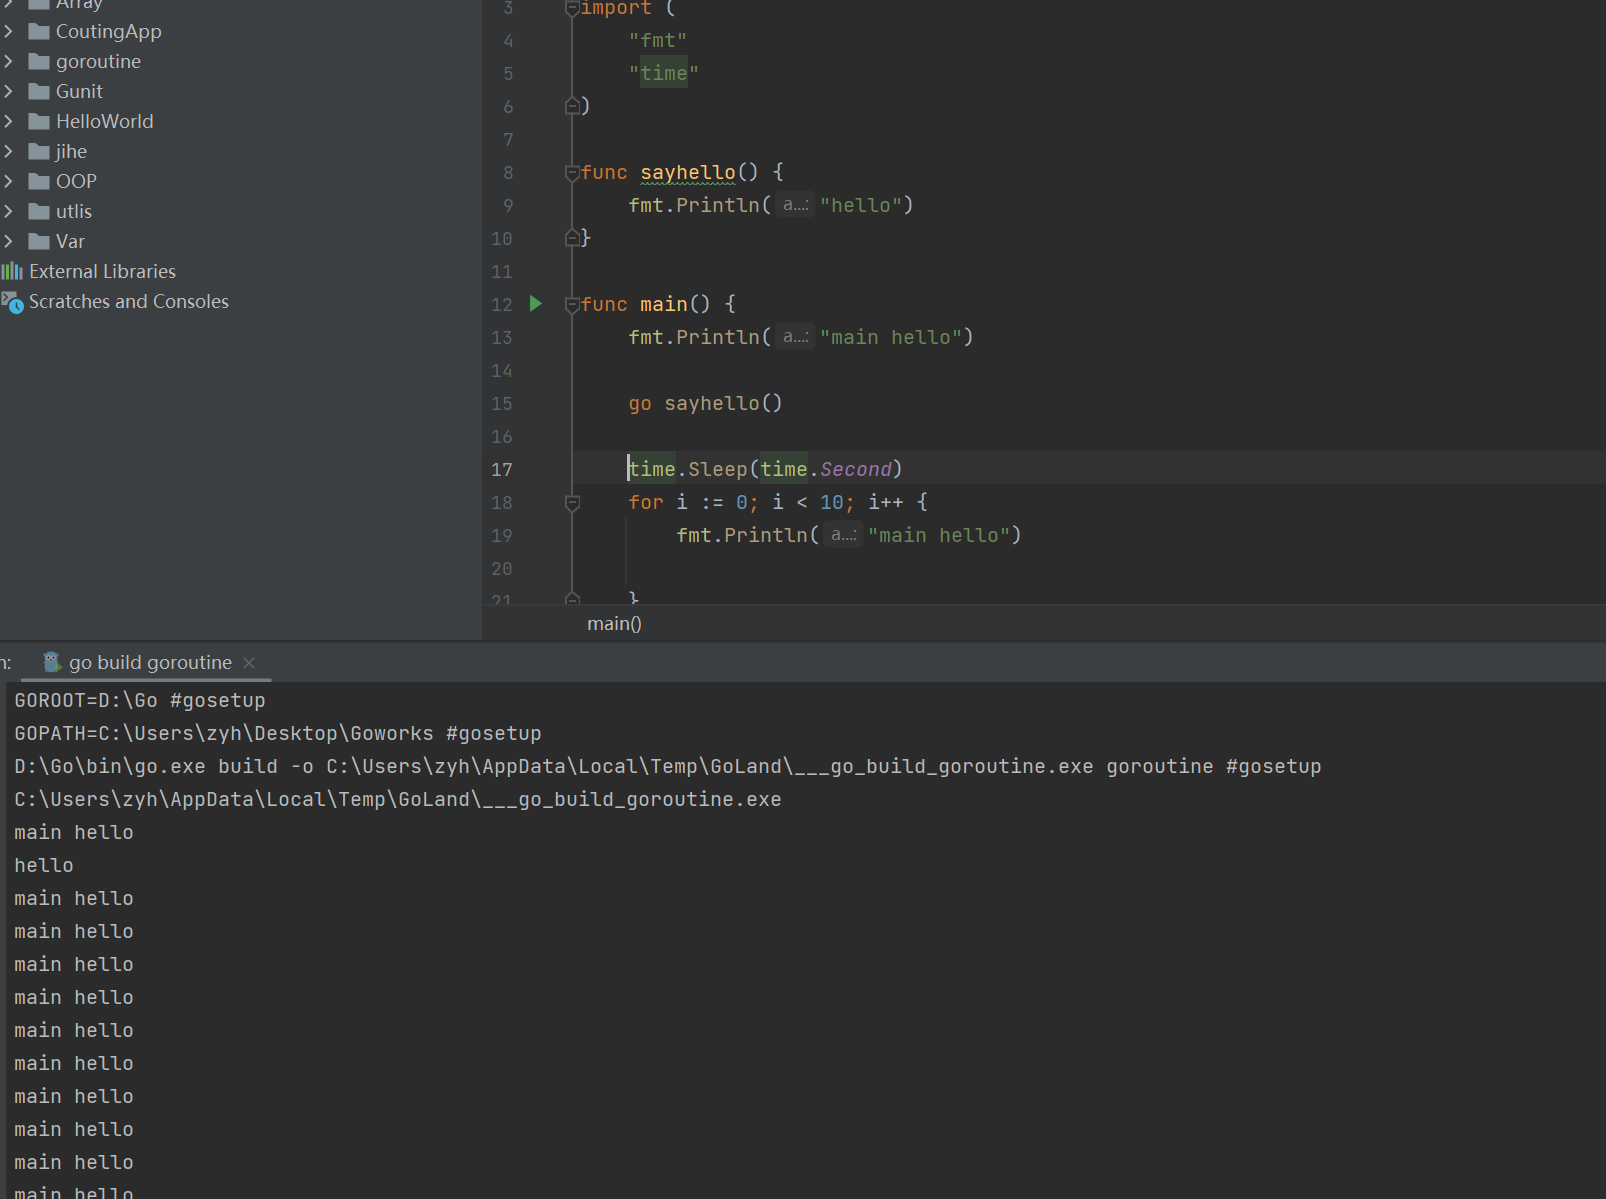 Array
CoutingApp
goroutine
Gunit
HelloWorld
jihe
OOP
utlis
Var
External Libraries
Scratches and Consoles
3 import (
4 "fmt"
5 "time"
6 )
7
8 func sayhello() {
9 fmt.Println( a...: "hello")
10 }
11
12 func main() {
13 fmt.Println( a...: "main hello")
14
15 go sayhello()
16
17 time.Sleep(time.Second)
18 for i := 0; i < 10; i++ {
19 fmt.Println( a...: "main hello")
20
21 }
main()
n: go build goroutine
GOROOT=D:\Go #gosetup
GOPATH=C:\Users\zyh\Desktop\Goworks #gosetup
D:\Go\bin\go.exe build -o C:\Users\zyh\AppData\Local\Temp\GoLand\___go_build_goroutine.exe goroutine #gosetup
C:\Users\zyh\AppData\Local\Temp\GoLand\___go_build_goroutine.exe
main hello
hello
main hello
main hello
main hello
main hello
main hello
main hello
main hello
main hello
main hello
main hello